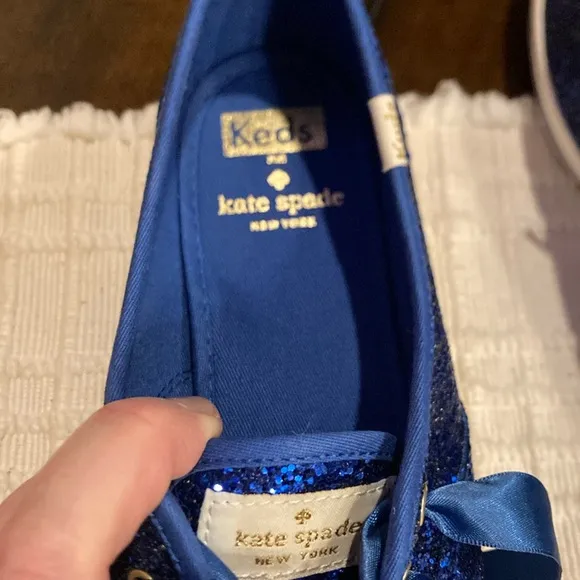 Keds
for
kate spade
NEW YORK
Keds
kate spade
NEW YORK